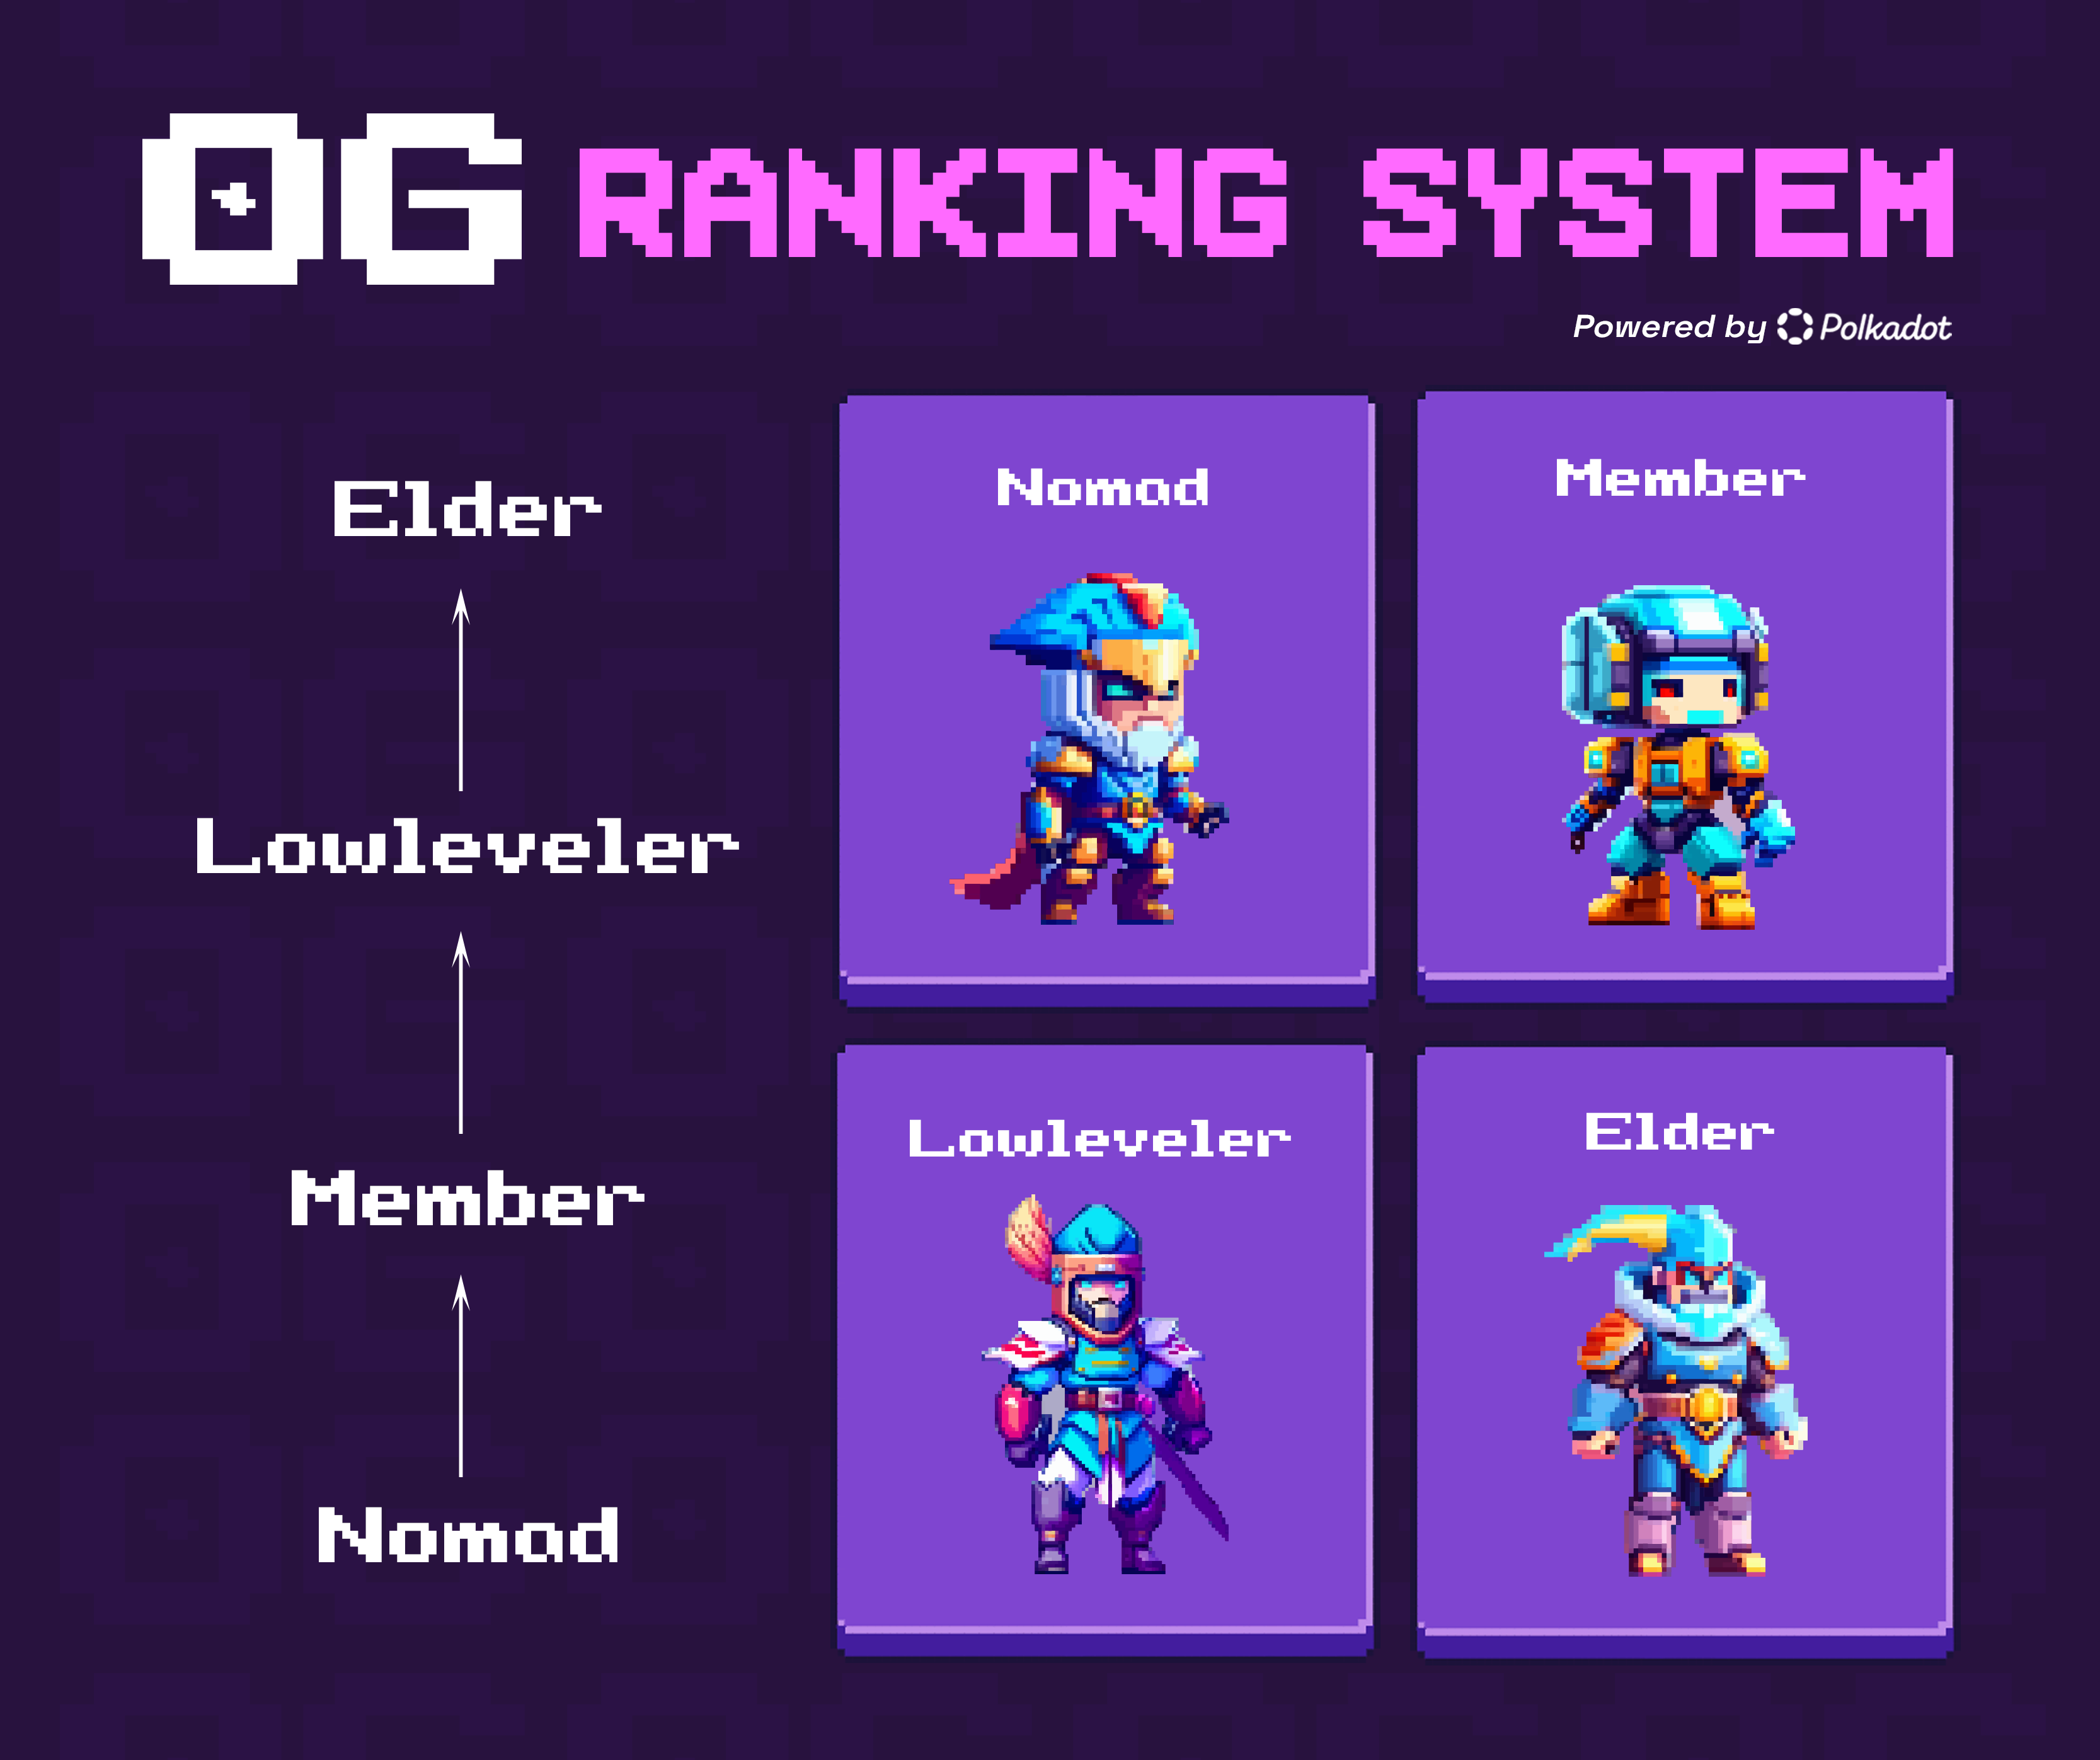 OG RANKING SYSTEM
Powered by Polkadot
Elder
Lowleveler
Member
Nomad
Nomad
Member
Lowleveler
Elder